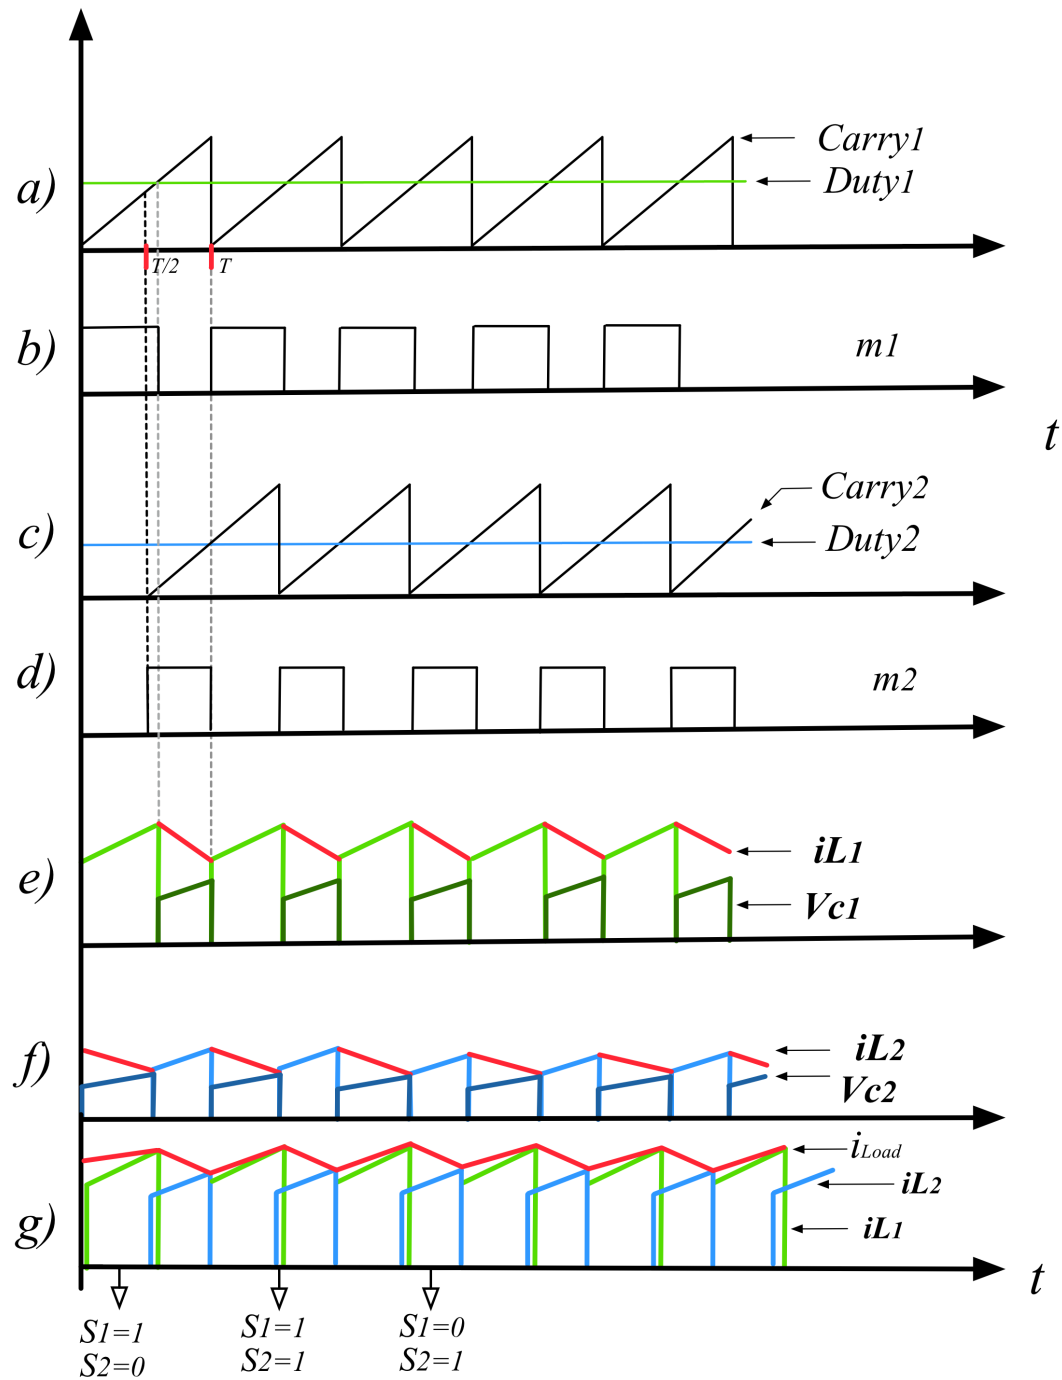 Carry1
a)
Duty1
T/2
T
b)
m1
t
Carry2
c)
Duty2
d)
m2
e)
iL1
Vc1
f)
iL2
Vc2
iLoad
iL2
g)
iL1
t
S1=1
S2=0
S1=1
S2=1
S1=0
S2=1